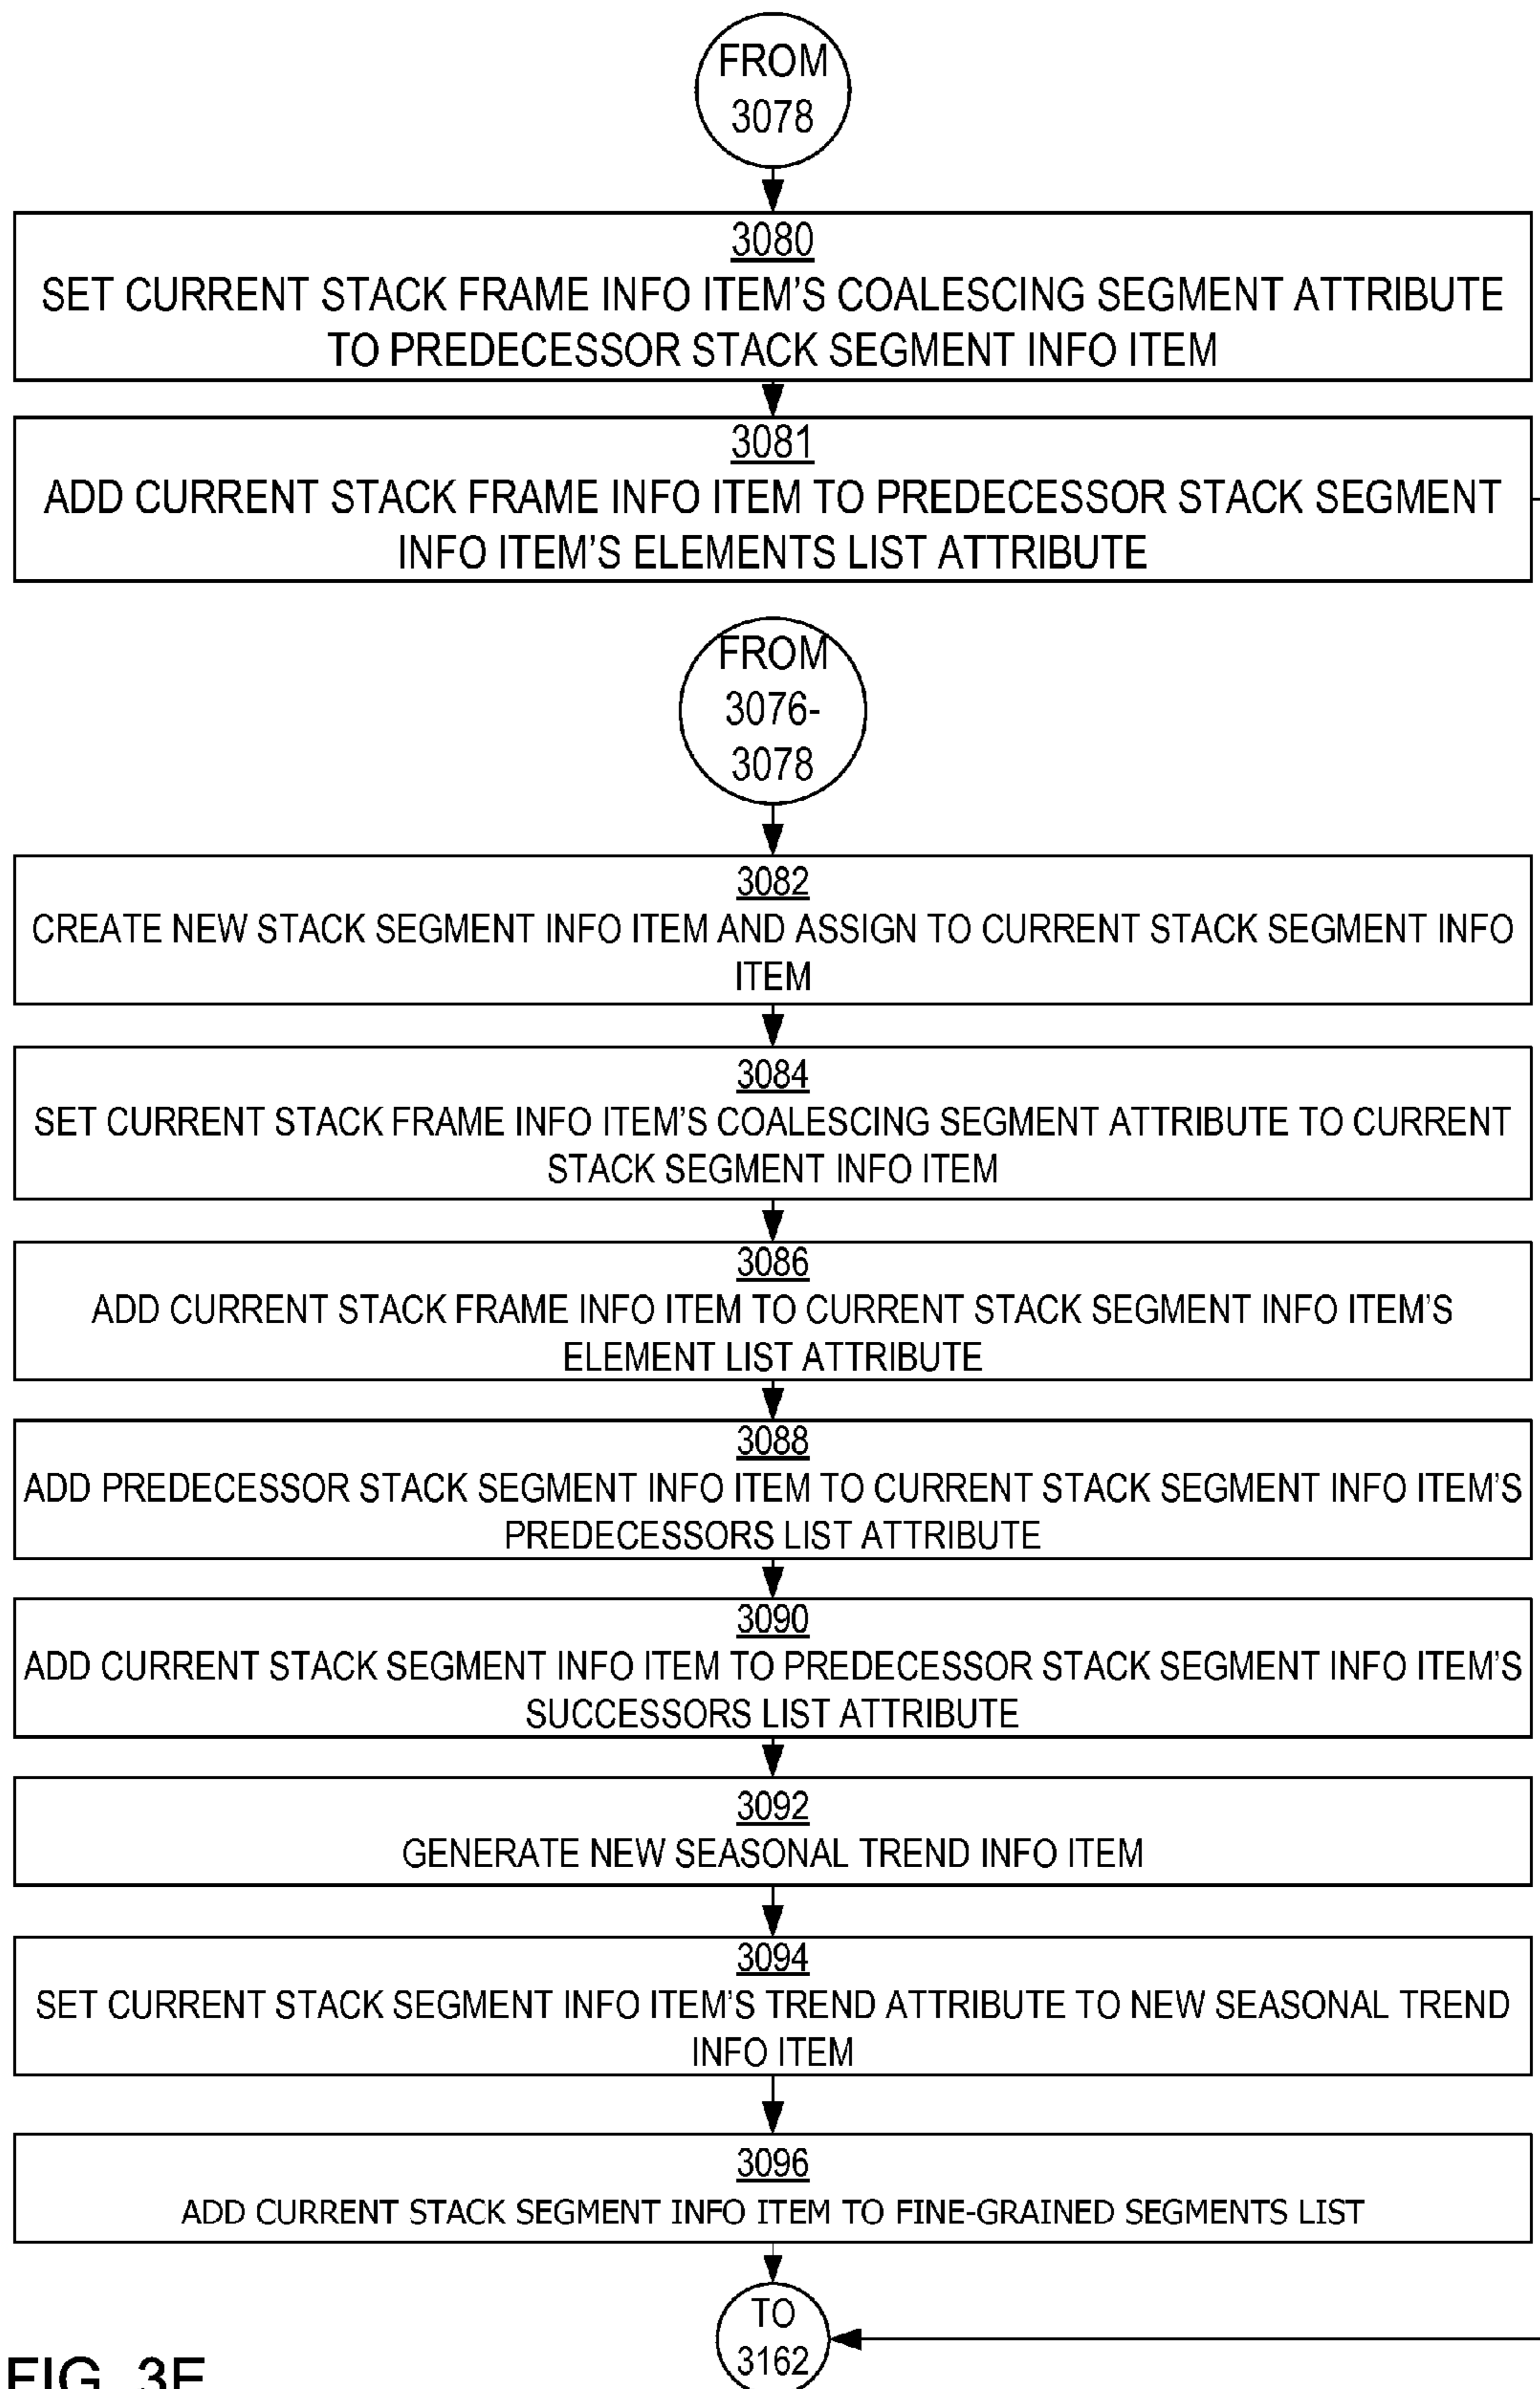 FROM
3078
3080
SET CURRENT STACK FRAME INFO ITEM'S COALESCING SEGMENT ATTRIBUTE
TO PREDECESSOR STACK SEGMENT INFO ITEM
3081
ADD CURRENT STACK FRAME INFO ITEM TO PREDECESSOR STACK SEGMENT
INFO ITEM'S ELEMENTS LIST ATTRIBUTE
FROM
3076-
3078
3082
CREATE NEW STACK SEGMENT INFO ITEM AND ASSIGN TO CURRENT STACK SEGMENT INFO
ITEM
3084
SET CURRENT STACK FRAME INFO ITEM'S COALESCING SEGMENT ATTRIBUTE TO CURRENT
STACK SEGMENT INFO ITEM
3086
ADD CURRENT STACK FRAME INFO ITEM TO CURRENT STACK SEGMENT INFO ITEM'S
ELEMENT LIST ATTRIBUTE
3088
ADD PREDECESSOR STACK SEGMENT INFO ITEM TO CURRENT STACK SEGMENT INFO ITEM'S
PREDECESSORS LIST ATTRIBUTE
3090
ADD CURRENT STACK SEGMENT INFO ITEM TO PREDECESSOR STACK SEGMENT INFO ITEM'S
SUCCESSORS LIST ATTRIBUTE
3092
GENERATE NEW SEASONAL TREND INFO ITEM
3094
SET CURRENT STACK SEGMENT INFO ITEM'S TREND ATTRIBUTE TO NEW SEASONAL TREND
INFO ITEM
3096
ADD CURRENT STACK SEGMENT INFO ITEM TO FINE-GRAINED SEGMENTS LIST
TO
3162
FIG.